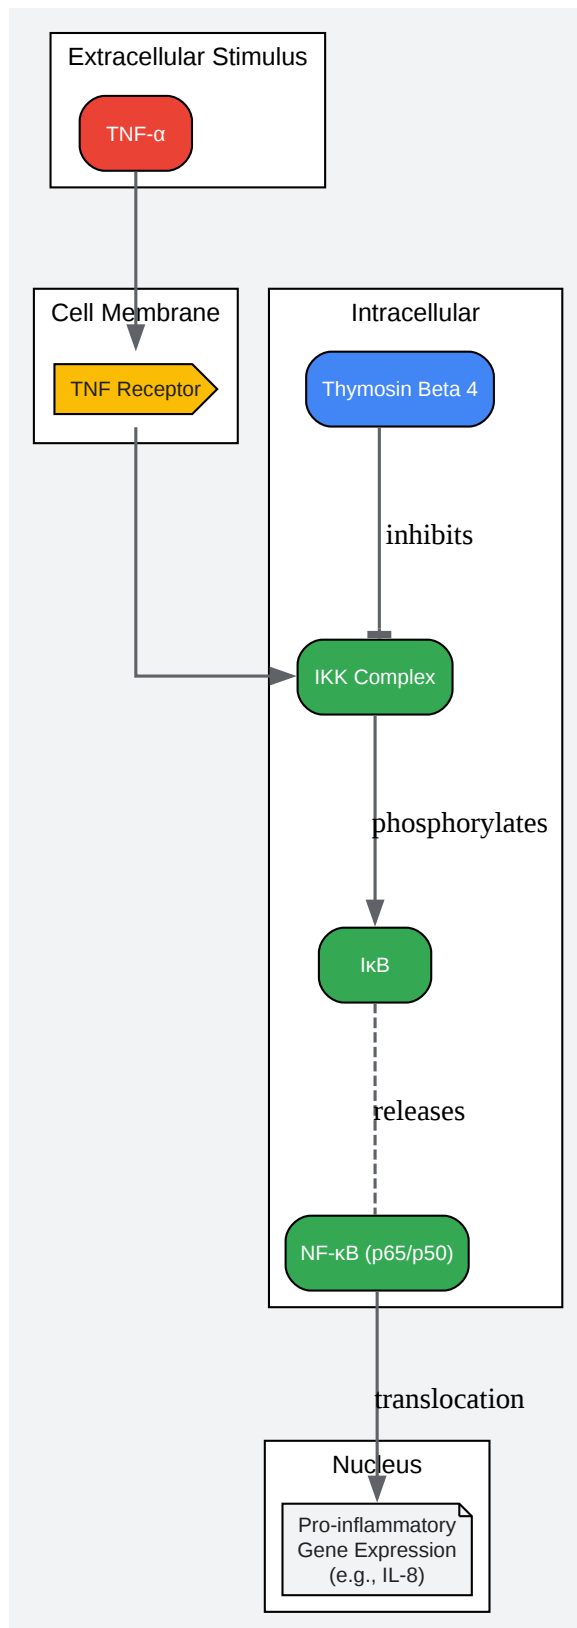 Extracellular Stimulus
TNF-α
Cell Membrane
TNF Receptor
Intracellular
Thymosin Beta 4
inhibits
IKK Complex
phosphorylates
IκB
releases
NF-κB (p65/p50)
translocation
Nucleus
Pro-inflammatory
Gene Expression
(e.g., IL-8)